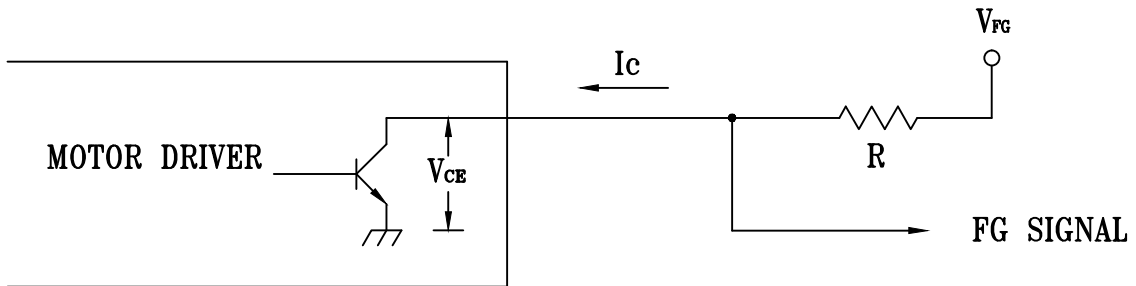 V_FG
Ic
MOTOR DRIVER
V_CE
R
FG SIGNAL